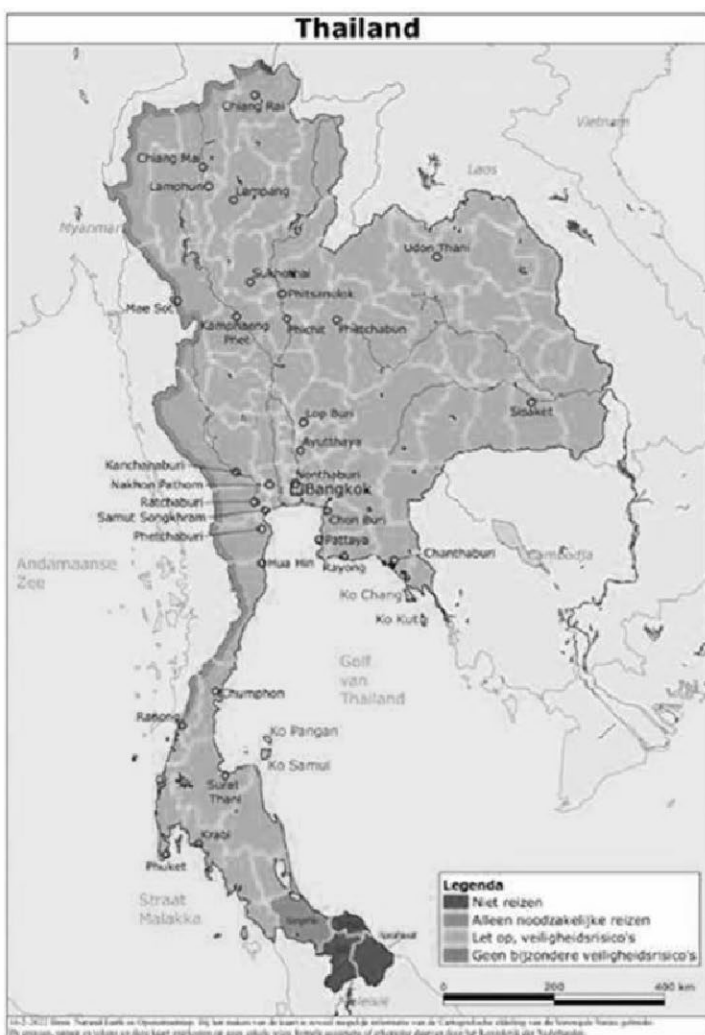 Thailand
Chiang Rai
Vietnam
Chiang Mai
Laos
Lamphun
Lampang
Myanmar
Udon Thani
Sukhothai
Phitsanulok
Mae Sot
Kamphaeng
Phet
Phichit
Phetchabun
Lop Buri
Sisaket
Ayutthaya
Kanchanaburi
Nonthaburi
Nakhon Pathom
Bangkok
Ratchaburi
Samut Songkhram
Chon Buri
Phetchaburi
Pattaya
Chanthaburi
Cambodja
Rayong
Andamaanse
Zee
Hua Hin
Ko Chang
Ko Kut
Golf
van
Thailand
Chumphon
Ranong
Ko Pangan
Ko Samui
Surat
Thani
Krabi
Phuket
Straat
Malakka
Legenda
Niet reizen
Alleen noodzakelijke reizen
Let op, veiligheidsrisico's
Geen bijzondere veiligheidsrisico's
0 200 400 km